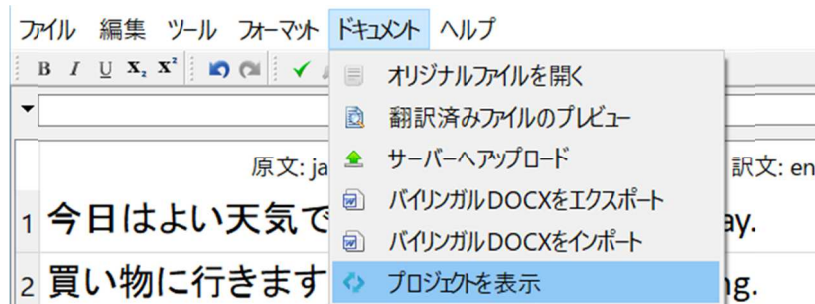 ファイル 編集 ツール フォーマット ドキュメント ヘルプ
B I U X₂ X²
オリジナルファイルを開く
翻訳済みファイルのプレビュー
サーバーへアップロード
原文: ja
訳文: en
バイリンガルDOCXをエクスポート
1 今日はよい天気で
ay.
バイリンガルDOCXをインポート
2 買い物に行きます
ng.
プロジェクトを表示